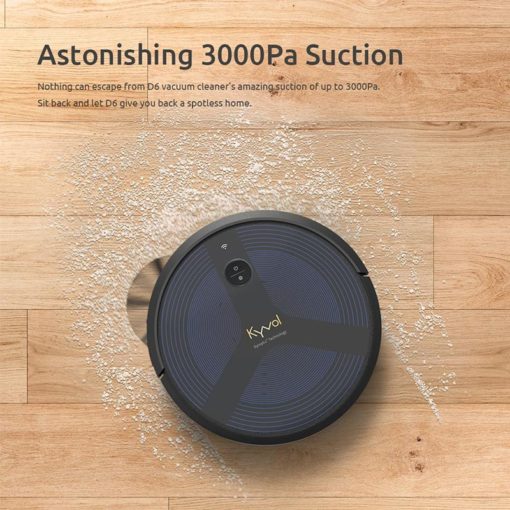 Astonishing 3000Pa Suction
Nothing can escape from D6 vacuum cleaner's amazing suction of up to 3000Pa.
Sit back and let D6 give you back a spotless home.
Kyvol